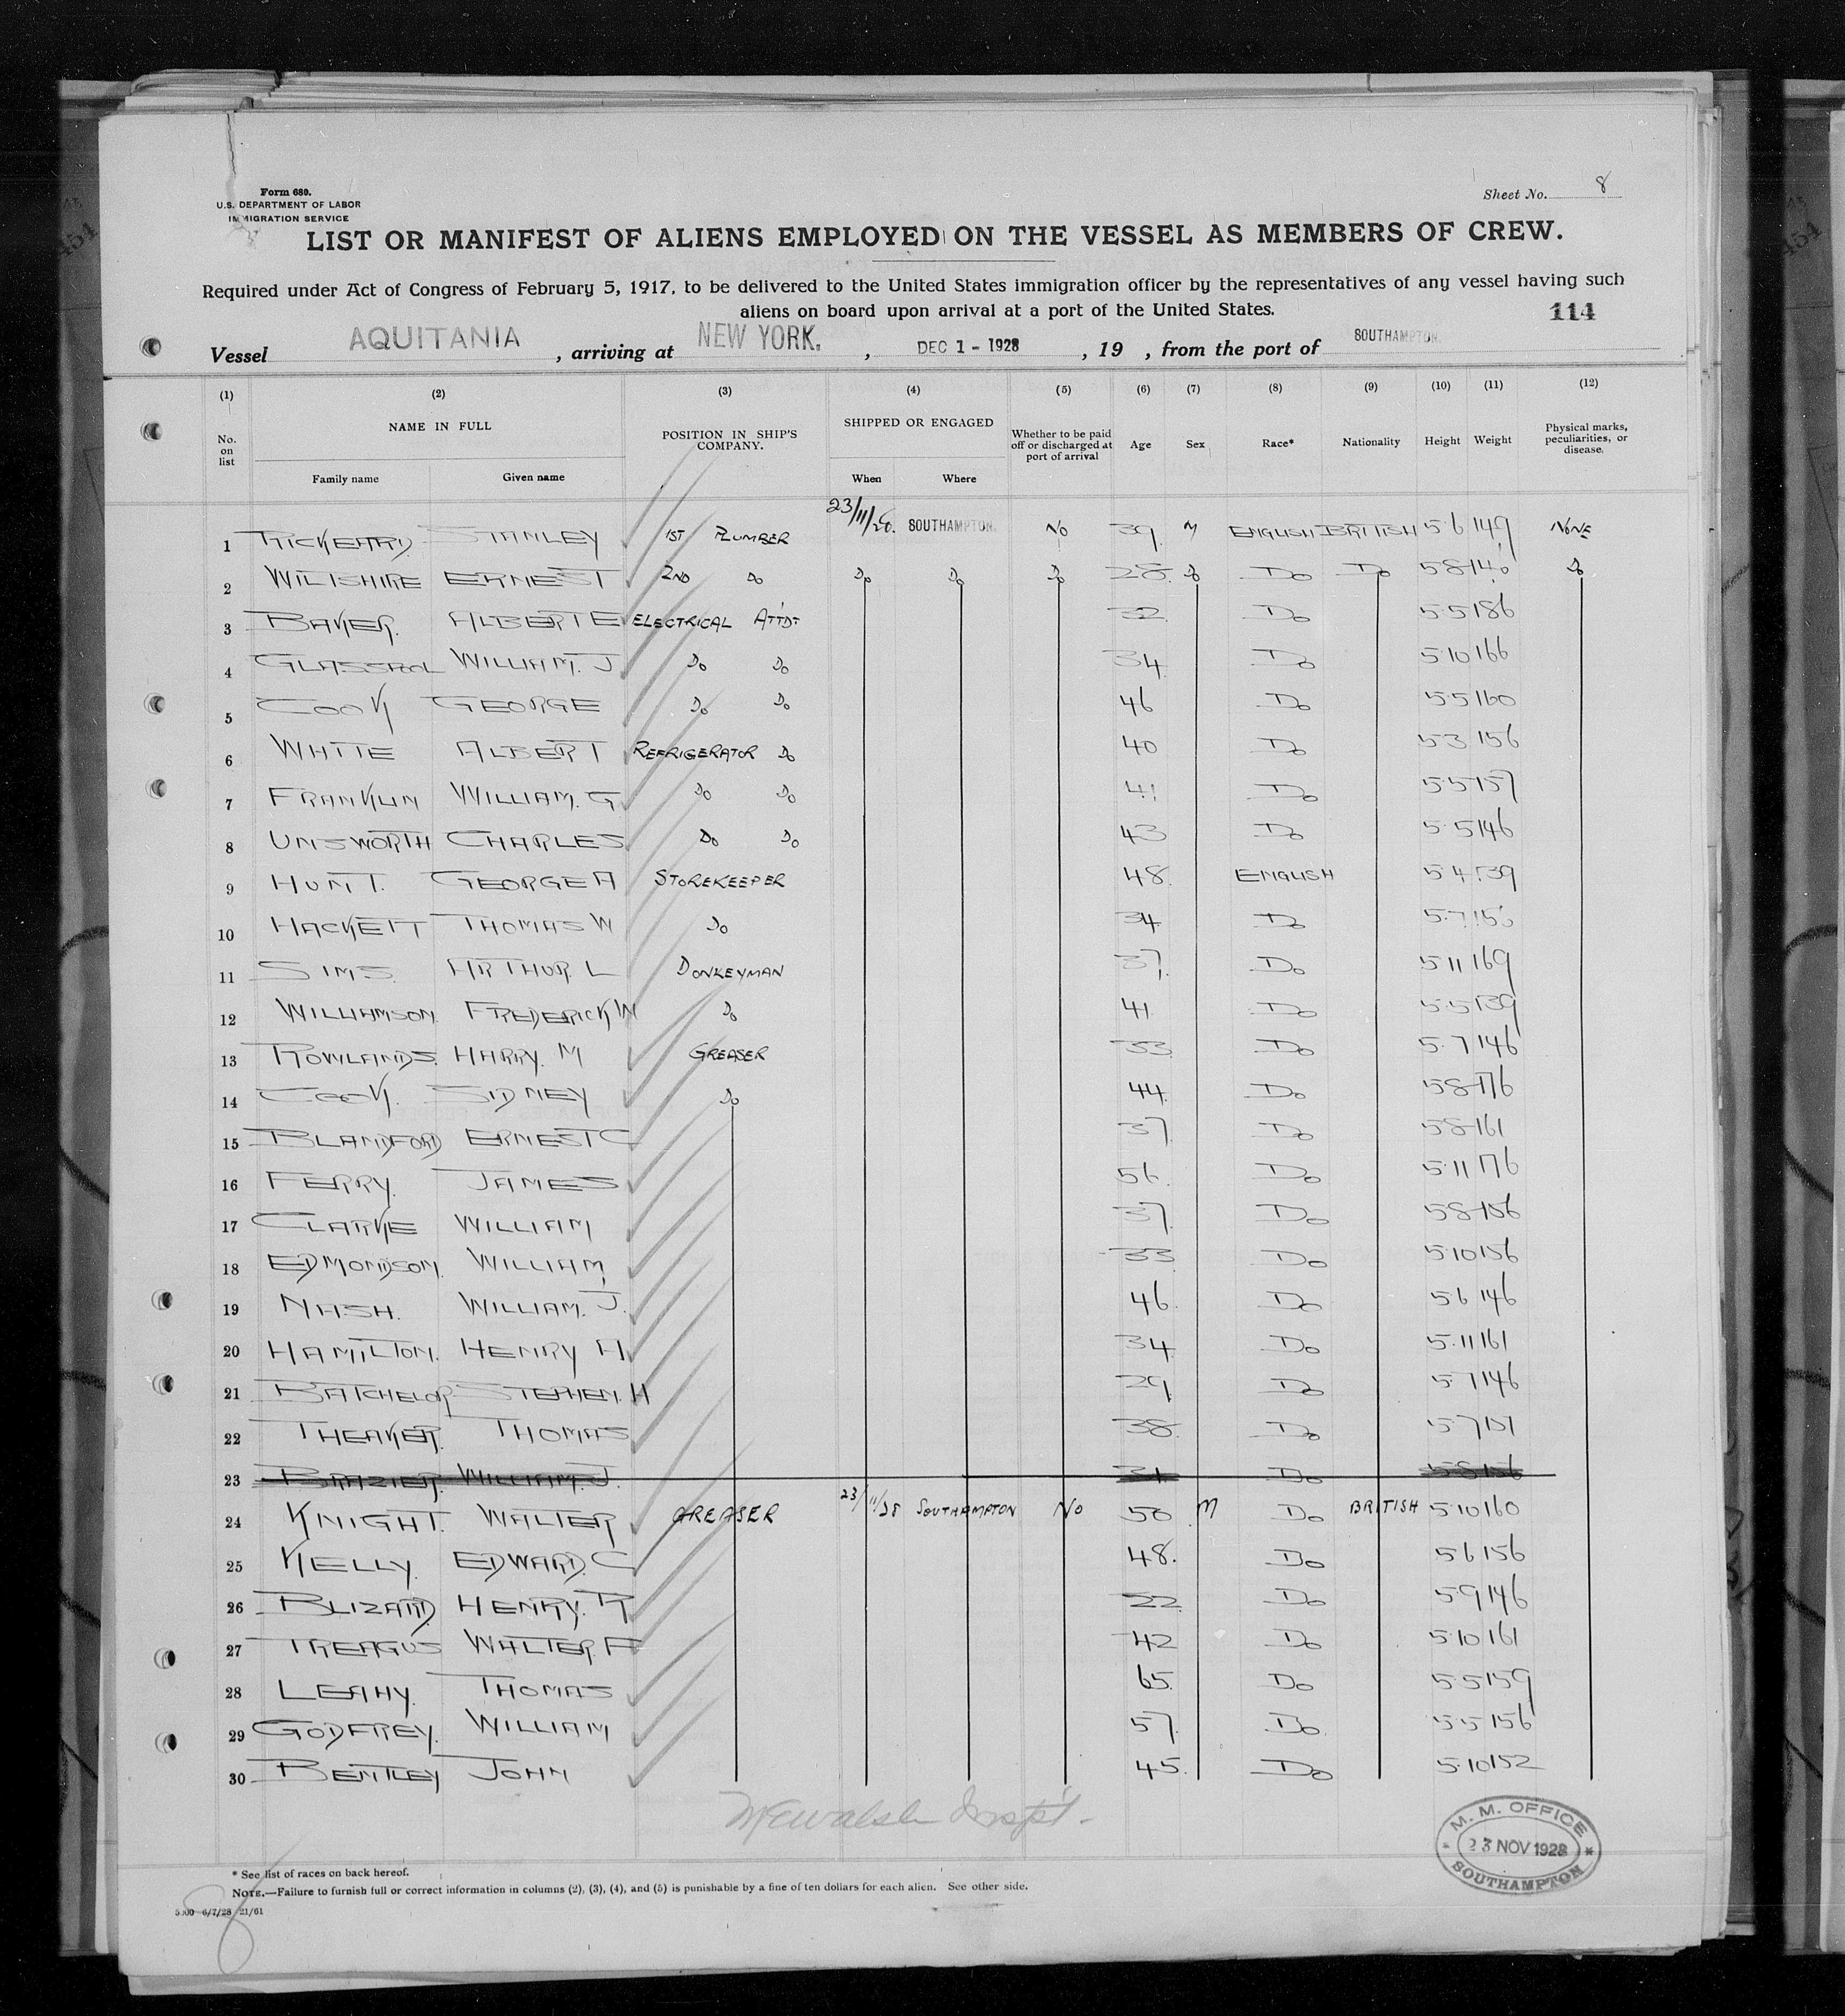 Form 680.
Sheet No. 8
U.S. DEPARTMENT OF LABOR
IMMIGRATION SERVICE
LIST OR MANIFEST OF ALIENS EMPLOYED ON THE VESSEL AS MEMBERS OF CREW.
Required under Act of Congress of February 5, 1917, to be delivered to the United States immigration officer by the representatives of any vessel having such
aliens on board upon arrival at a port of the United States.
114
Vessel AQUITANIA, arriving at NEW YORK., DEC 1 - 1928, 19 , from the port of SOUTHAMPTON.
(1) (2) (3) (4) (5) (6) (7) (8) (9) (10) (11) (12)
No. on list NAME IN FULL POSITION IN SHIP'S COMPANY. SHIPPED OR ENGAGED Whether to be paid off or discharged at port of arrival Age Sex Race* Nationality Height Weight Physical marks, peculiarities, or disease.
Family name Given name When Where
1 RICKEARD STANLEY 1ST PLUMBER 23/11/28. SOUTHAMPTON. NO 39 M ENGLISH BRITISH 5 6 149 NONE
2 WILTSHIRE ERNEST 2ND Do Do Do Do 28 Do Do Do 5 8 140 Do
3 BAKER. ALBERT E ELECTRICAL ATTDT 32 Do 5 5 186
4 GLASSPOOL WILLIAM. J Do Do 34 Do 5 10 166
5 COOK GEORGE Do Do 46 Do 5 5 160
6 WHITE ALBERT REFRIGERATOR Do 40 Do 5 3 156
7 FRANKLIN WILLIAM. G Do Do 41 Do 5 5 157
8 UNSWORTH CHARLES Do Do 43 Do 5 5 146
9 HUNT. GEORGE A STOREKEEPER 48. ENGLISH 5 4 139
10 HACKETT THOMAS W Do 34 Do 5 7
11 SIMS. ARTHUR. L DONKEYMAN 37. Do 5 11 169
12 WILLIAMSON. FREDERICK W Do 41 Do 5 5 139
13 ROWLANDS. HARRY. M GREASER 33 Do 5 7 146
14 COOK. SIDNEY Do 44. Do 5 8 176
15 BLANDFORD ERNEST C 37 Do 5 8 161
16 FERRY. JAMES 56. Do 5 11 176
17 CLARKE WILLIAM 37. Do 5 8 156
18 EDMONDSON. WILLIAM 33 Do 5 10 156
19 NASH. WILLIAM. J. 46. Do 5 6 146
20 HAMILTON. HENRY H 34. Do 5 11 161
21 BATCHELOR STEPHEN. H 29 Do 5 7 146
22 THEAKER. THOMAS 38. Do 5 7 151
23 BRAZIER. WILLIAM. J. 31 Do 5 8 156
24 KNIGHT. WALTER GREASER 23/11/28 SOUTHAMPTON NO 50 M Do BRITISH 5 10 160
25 KELLY. EDWARD. C 48. Do 5 6 156
26 BLIZARD HENRY. R 22 Do 5 9 146
27 TREAGUS WALTER. F 42 Do 5 10 161
28 LEAHY. THOMAS 65. Do 5 5 159
29 GODFREY. WILLIAM 57. Do. 5 5 156
30 BENTLEY JOHN 45. Do 5 10 152
M. M. OFFICE
23 NOV 1928
SOUTHAMPTON
* See list of races on back hereof.
NOTE.—Failure to furnish full or correct information in columns (2), (3), (4), and (5) is punishable by a fine of ten dollars for each alien. See other side.
6/7/28 21/61
8